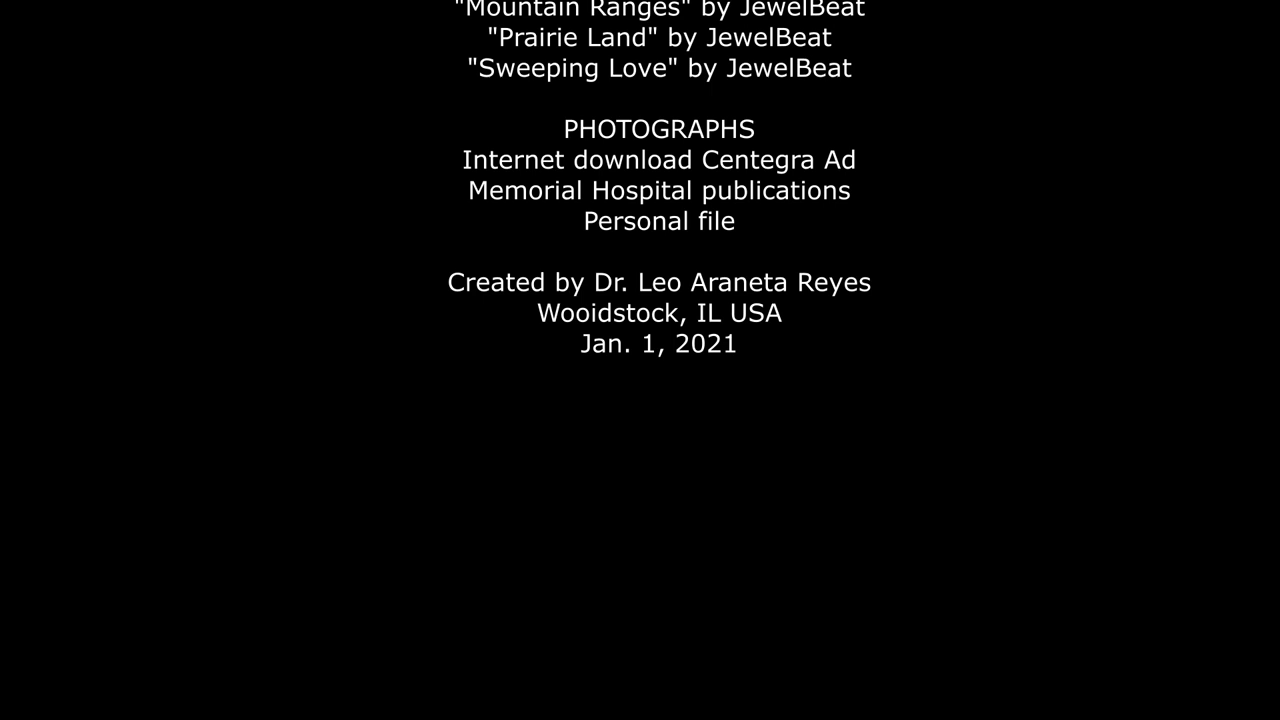 "Mountain Ranges" by JewelBeat
"Prairie Land" by JewelBeat
"Sweeping Love" by JewelBeat
PHOTOGRAPHS
Internet download Centegra Ad
Memorial Hospital publications
Personal file
Created by Dr. Leo Araneta Reyes
Wooidstock, IL USA
Jan. 1, 2021